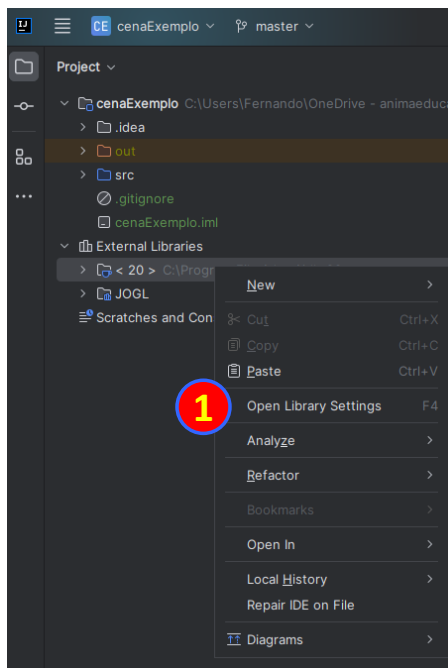 IJ CE cenaExemplo master
Project
cenaExemplo C:\Users\Fernando\OneDrive - animaeduca
.idea
out
src
.gitignore
cenaExemplo.iml
External Libraries
< 20 > C:\Progr
JOGL
Scratches and Con
New
Cut Ctrl+X
Copy Ctrl+C
Paste Ctrl+V
1 Open Library Settings F4
Analyze
Refactor
Bookmarks
Open In
Local History
Repair IDE on File
Diagrams